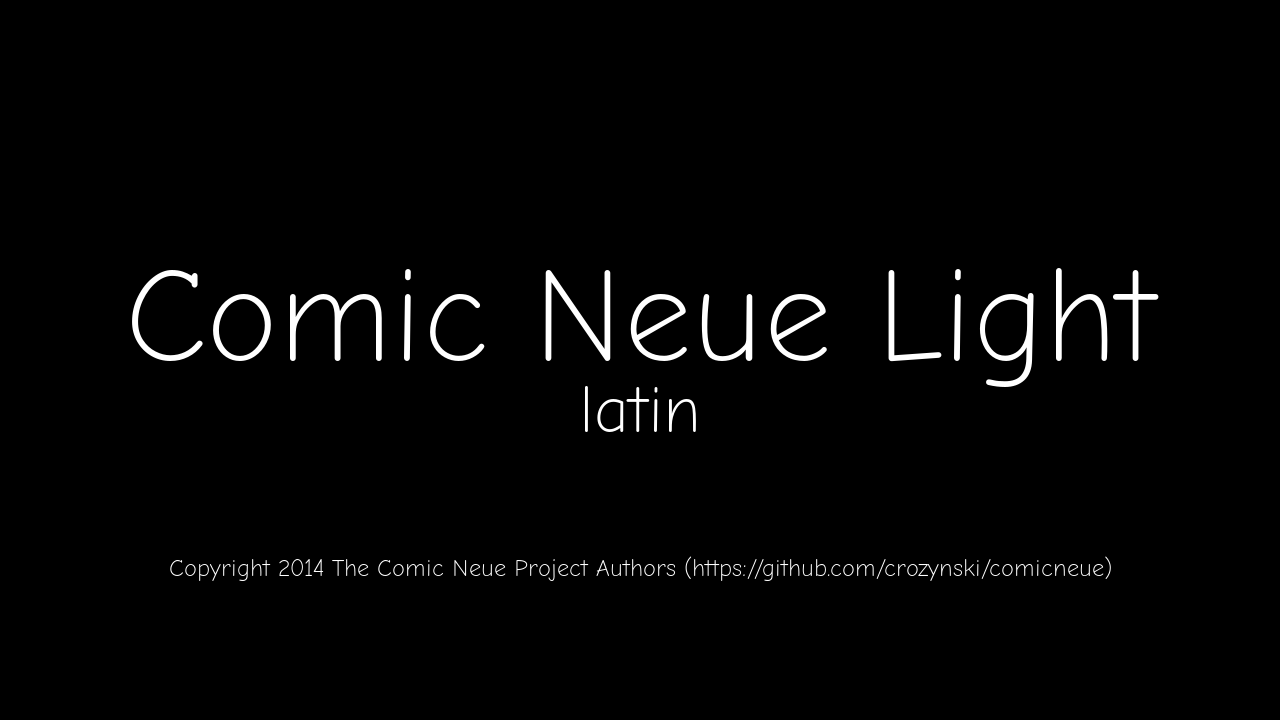 Comic Neue Light
latin
Copyright 2014 The Comic Neue Project Authors (https://github.com/crozynski/comicneue)